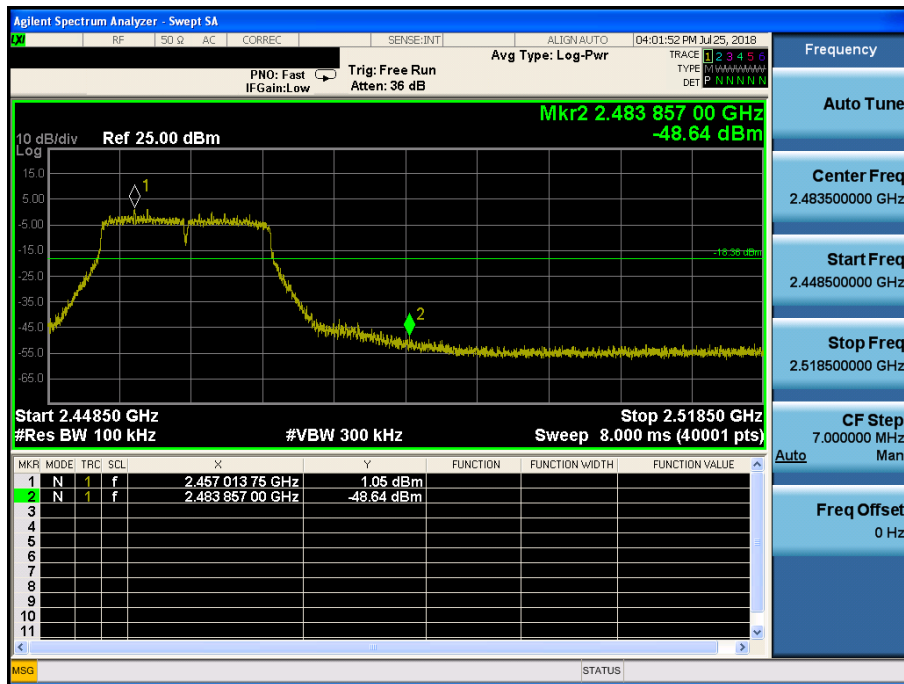 Agilent Spectrum Analyzer - Swept SA
LXI RF 50 Ω AC CORREC SENSE:INT ALIGN AUTO 04:01:52 PM Jul 25, 2018
Frequency
PNO: Fast Trig: Free Run Avg Type: Log-Pwr TRACE 1 2 3 4 5 6
IFGain:Low Atten: 36 dB TYPE MWWWWW
DET P N N N N N
Auto Tune
Mkr2 2.483 857 00 GHz
10 dB/div Ref 25.00 dBm -48.64 dBm
Log
15.0
5.00
-5.00
-15.0
-25.0
-35.0
-45.0
-55.0
-65.0
1
-18.38 dBm
2
Center Freq
2.483500000 GHz
Start Freq
2.448500000 GHz
Stop Freq
2.518500000 GHz
Start 2.44850 GHz Stop 2.51850 GHz
#Res BW 100 kHz #VBW 300 kHz Sweep 8.000 ms (40001 pts)
CF Step
7.000000 MHz
Auto Man
MKR MODE TRC SCL X Y FUNCTION FUNCTION WIDTH FUNCTION VALUE
1 N 1 f 2.457 013 75 GHz 1.05 dBm
2 N 1 f 2.483 857 00 GHz -48.64 dBm
3
4
5
6
7
8
9
10
11
Freq Offset
0 Hz
MSG STATUS